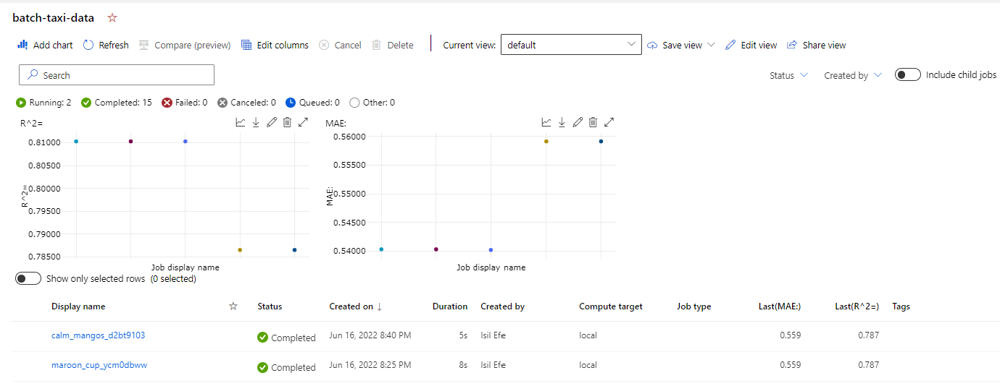 batch-taxi-data
Add chart Refresh Compare (preview) Edit columns Cancel Delete Current view: default Save view Edit view Share view
Search
Status Created by Include child jobs
Running: 2 Completed: 15 Failed: 0 Canceled: 0 Queued: 0 Other: 0
R^2=
0.81000
0.80500
0.80000
0.79500
0.79000
0.78500
R^2=
Job display name
MAE:
0.56000
0.55500
0.55000
0.54500
0.54000
MAE:
Job display name
Show only selected rows (0 selected)
Display name Status Created on ↓ Duration Created by Compute target Job type Last(MAE:) Last(R^2=) Tags
calm_mangos_d2bt9103 Completed Jun 16, 2022 8:40 PM 5s Isil Efe local 0.559 0.787
maroon_cup_ycm0dbww Completed Jun 16, 2022 8:25 PM 8s Isil Efe local 0.559 0.787